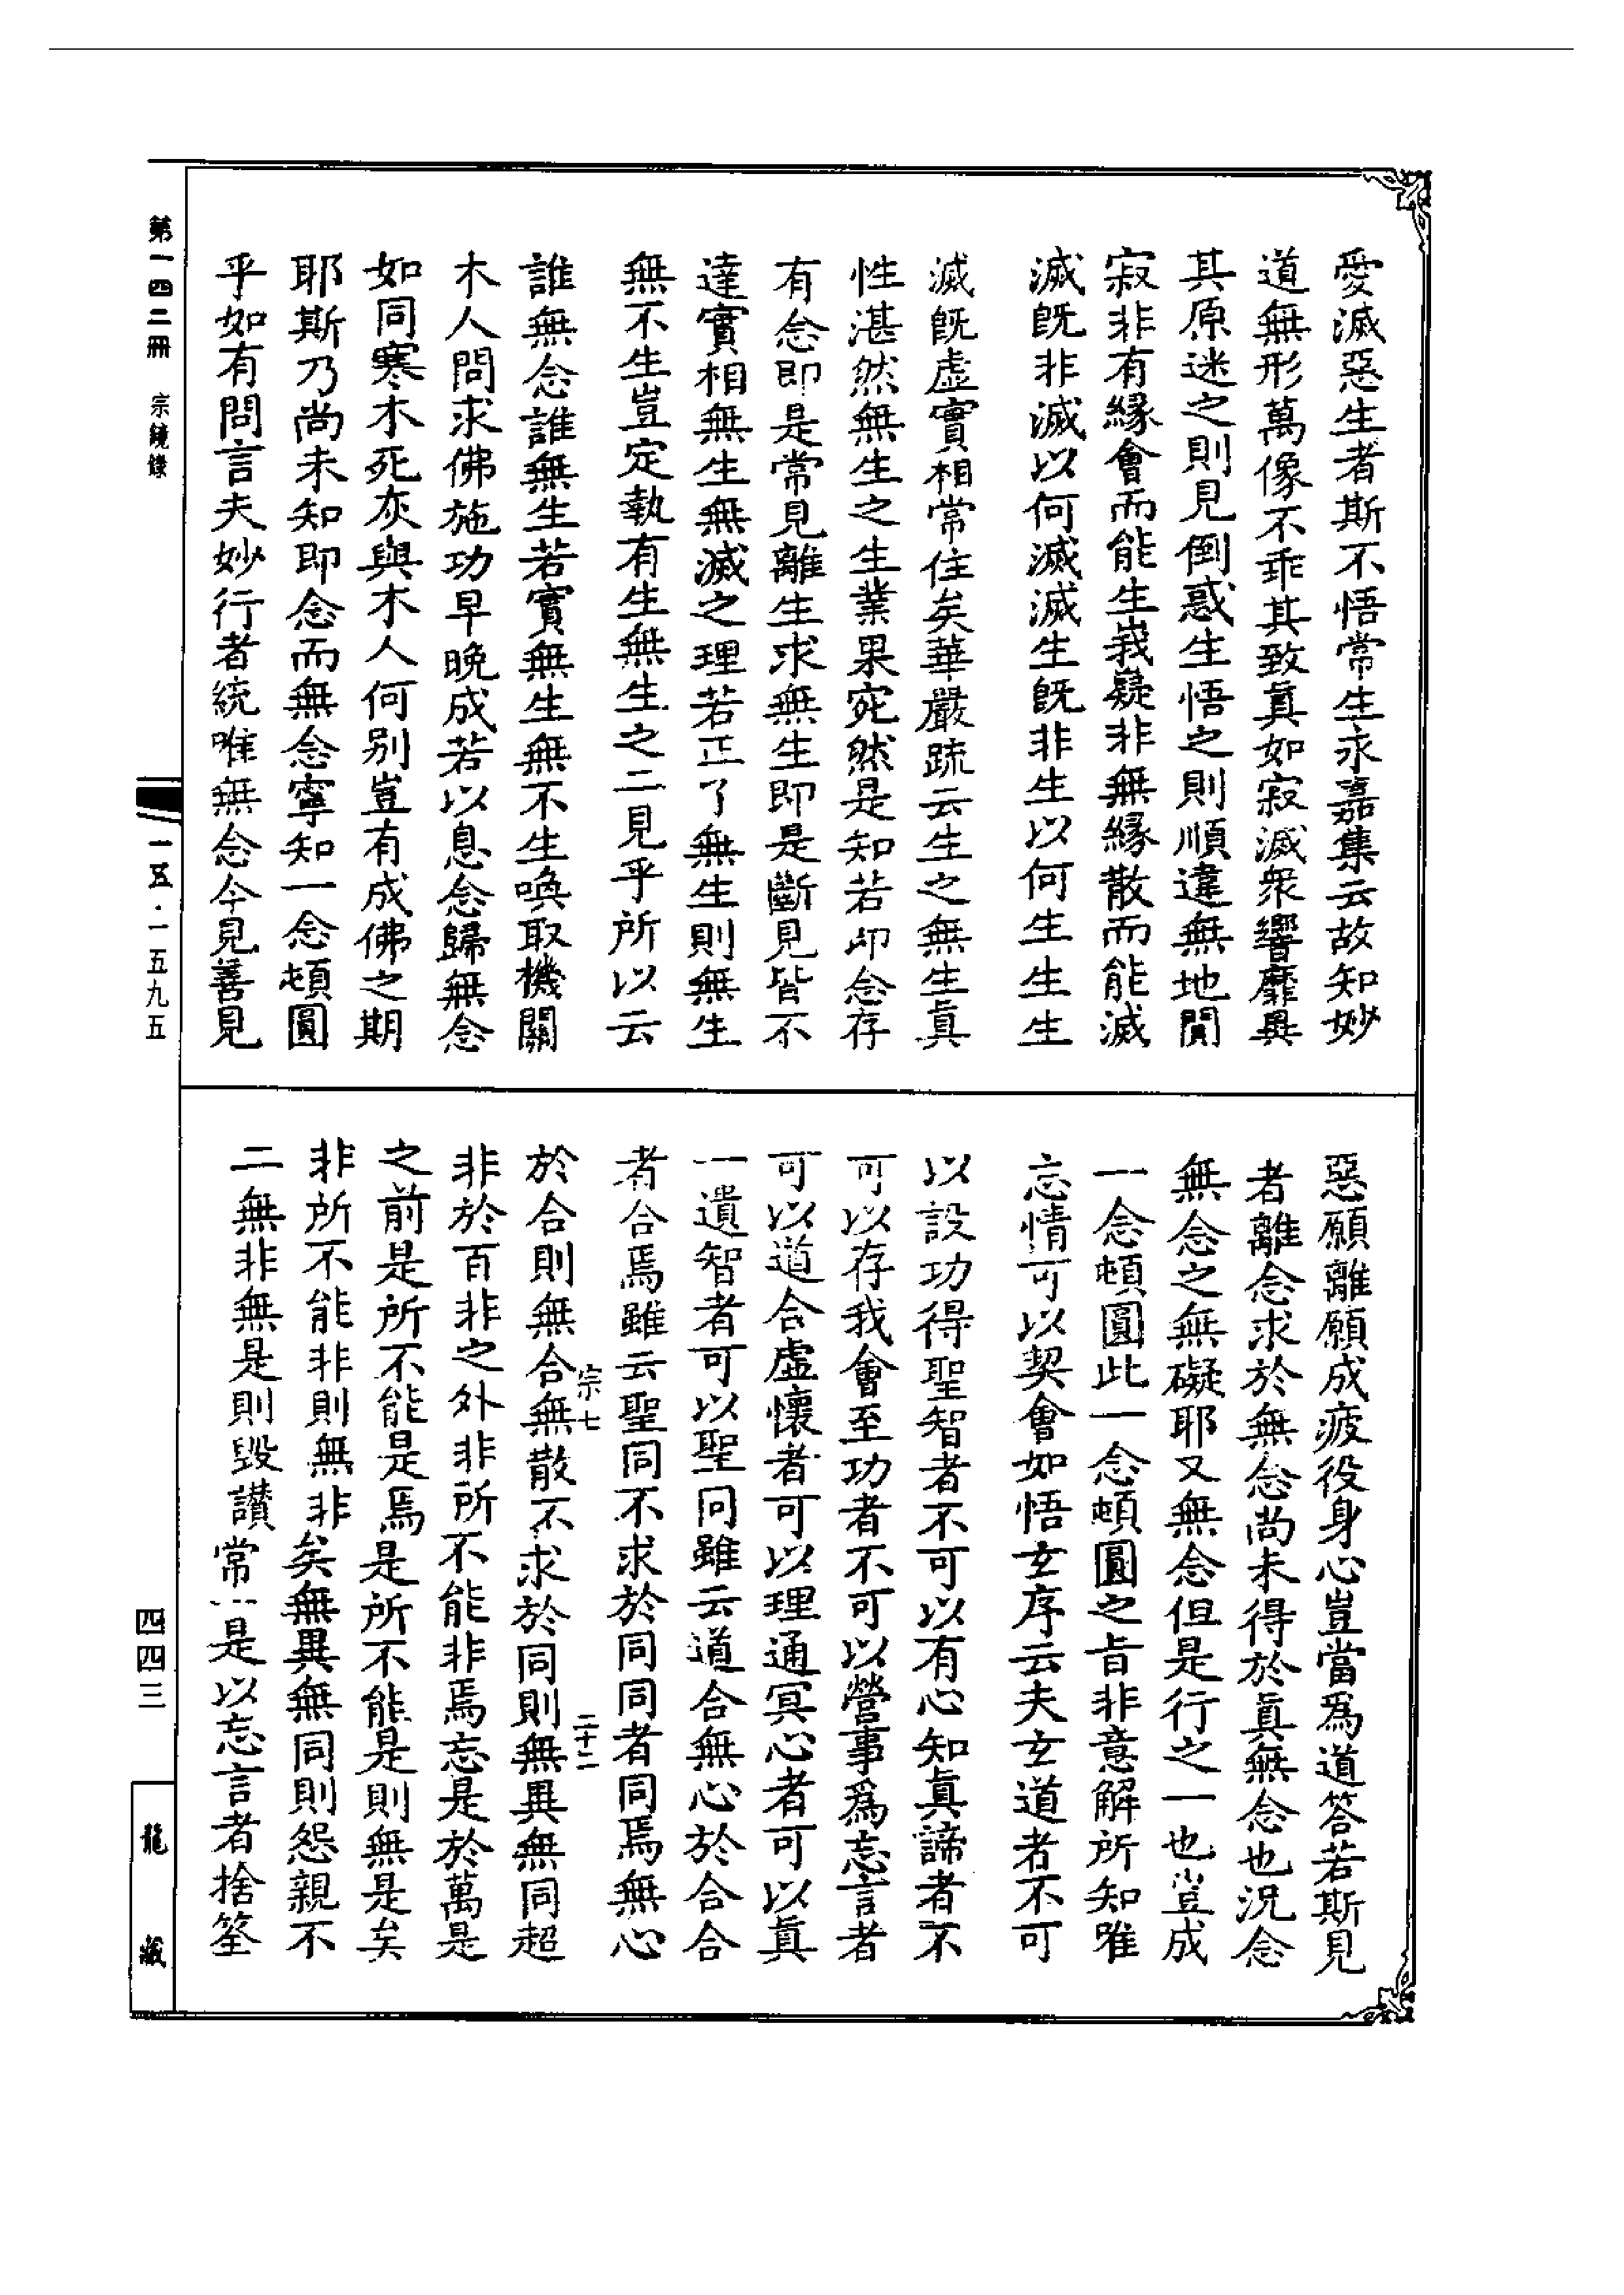 愛滅惡生者斯不悟常生永嘉集云故知妙
道無形萬像不乖其致真如寂滅衆響靡異
其原迷之則見倒惑生悟之則順違無地閴
寂非有緣會而能生峩嶷非無緣散而能滅
滅旣非滅以何滅滅生旣非生以何生生生
滅旣虛實相常住矣華嚴疏云生之無生真
性湛然無生之生業果宛然是知若卽念存
有念即是常見離生求無生即是斷見皆不
達實相無生無滅之理若正了無生則無生
無不生豈定執有生無生之二見乎所以云
誰無念誰無生若實無生無不生喚取機關
木人問求佛施功早晚成若以息念歸無念
如同寒木死灰與木人何別豈有成佛之期
耶斯乃尚未知即念而無念寧知一念頓圓
乎如有問言夫妙行者統唯無念今見善見
惡願離願成疲役身心豈當為道答若斯見
者離念求於無念尚未得於真無念也況念
無念之無礙耶又無念但是行之一也豈成
一念頓圓此一念頓圓之旨非意解所知唯
忘情可以契會如悟玄序云夫玄道者不可
以設功得聖智者不可以有心知真諦者不
可以存我會至功者不可以營事為忘言者
可以道合虛懷者可以理通冥心者可以真
一遺智者可以聖同雖云道合無心於合合
者合焉雖云聖同不求於同同者同焉無心
於合則無合無散不求於同則無異無同超
非於百非之外非所不能非焉忘是於萬是
之前是所不能是焉是所不能是則無是矣
非所不能非則無非矣無異無同則怨親不
二無非無是則毀讚常一是以忘言者捨筌
宗七
二十二
第一四二冊 宗鏡錄
一五·一五九五
四四三
龍藏